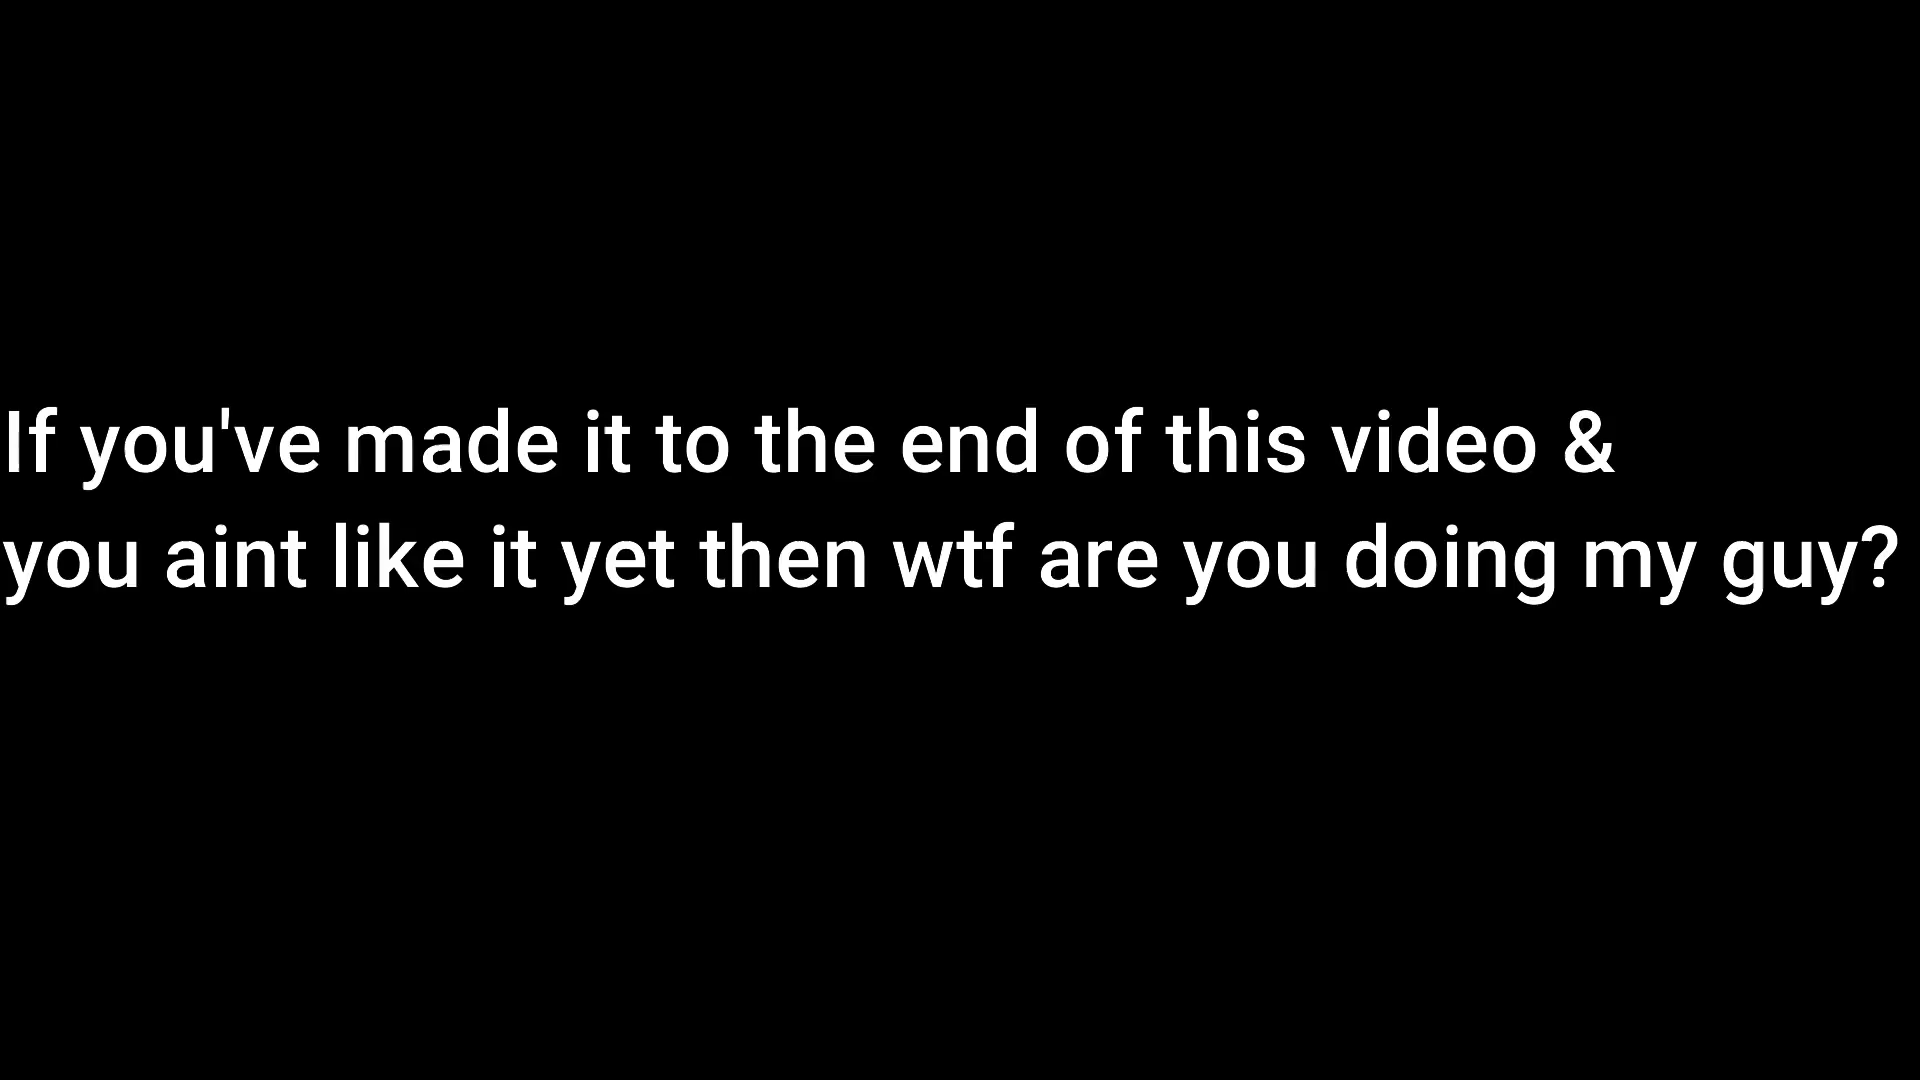 If you've made it to the end of this video &
you aint like it yet then wtf are you doing my guy?